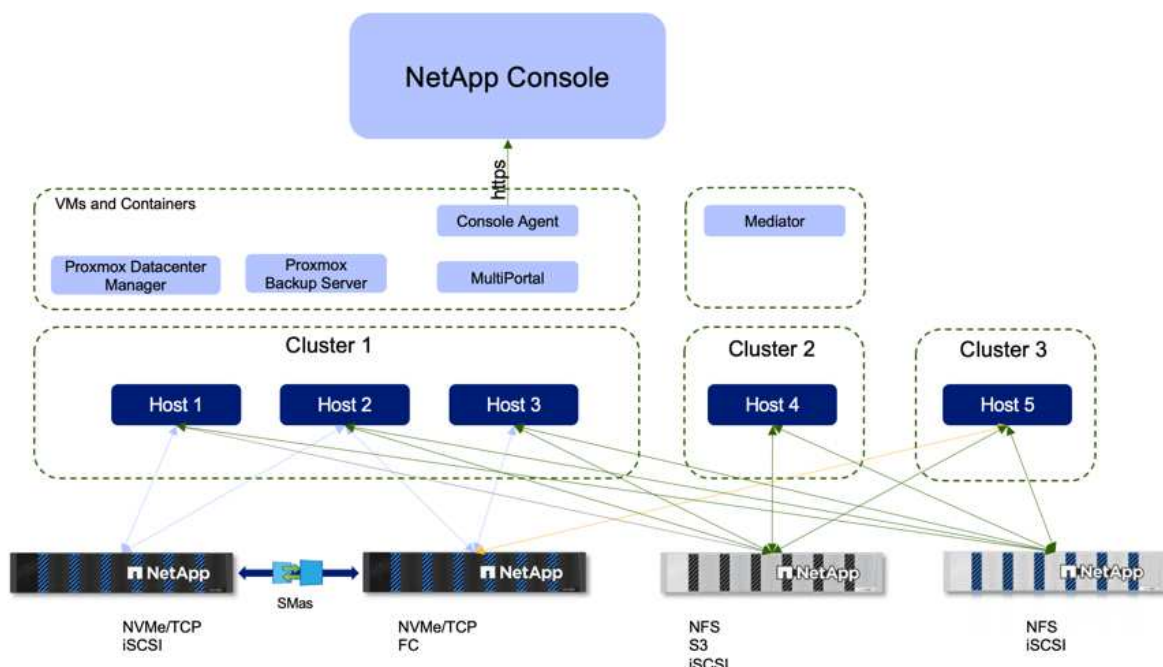 NetApp Console
https
VMs and Containers
Console Agent
Mediator
Proxmox Datacenter
Manager
Proxmox
Backup Server
MultiPortal
Cluster 1
Cluster 2
Cluster 3
Host 1
Host 2
Host 3
Host 4
Host 5
NetApp
NetApp
NetApp
NetApp
SMas
NVMe/TCP
iSCSI
NVMe/TCP
FC
NFS
S3
iSCSI
NFS
iSCSI